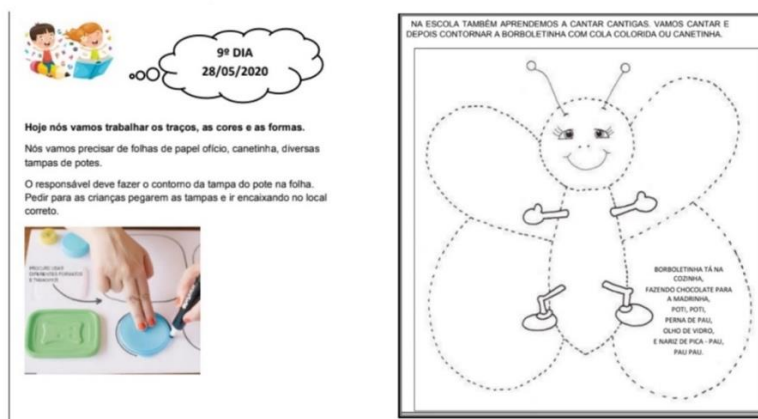 9º DIA
28/05/2020
Hoje nós vamos trabalhar os traços, as cores e as formas.
Nós vamos precisar de folhas de papel ofício, canetinha, diversas
tampas de potes.
O responsável deve fazer o contorno da tampa do pote na folha.
Pedir para as crianças pegarem as tampas e ir encaixando no local
correto.
NA ESCOLA TAMBÉM APRENDEMOS A CANTAR CANTIGAS. VAMOS CANTAR E
DEPOIS CONTORNAR A BORBOLETINHA COM COLA COLORIDA OU CANETINHA.
BORBOLETINHA TÁ NA
COZINHA,
FAZENDO CHOCOLATE PARA
A MADRINHA,
POTI, POTI,
PERNA DE PAU,
OLHO DE VIDRO,
E NARIZ DE PICA - PAU,
PAU PAU.